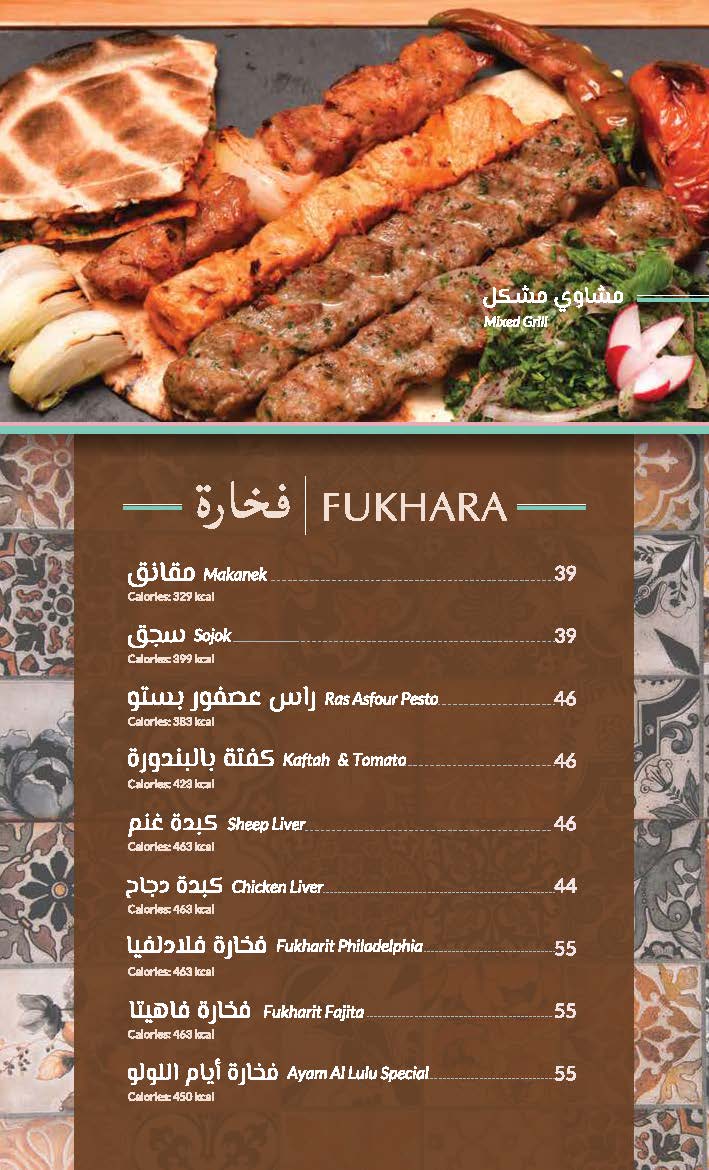 مشاوي مشكل
Mixed Grill
فخارة | FUKHARA
مقانق Makanek 39
Calories: 329 kcal
سجق Sojok 39
Calories: 399 kcal
راس عصفور بستو Ras Asfour Pesto 46
Calories: 383 kcal
كفتة بالبندورة Kaftah & Tomato 46
Calories: 423 kcal
كبدة غنم Sheep Liver 46
Calories: 463 kcal
كبدة دجاج Chicken Liver 44
Calories: 463 kcal
فخارة فلادلفيا Fukharit Philadelphia 55
Calories: 463 kcal
فخارة فاهيتا Fukharit Fajita 55
Calories: 463 kcal
فخارة أيام اللولو Ayam Al Lulu Special 55
Calories: 450 kcal